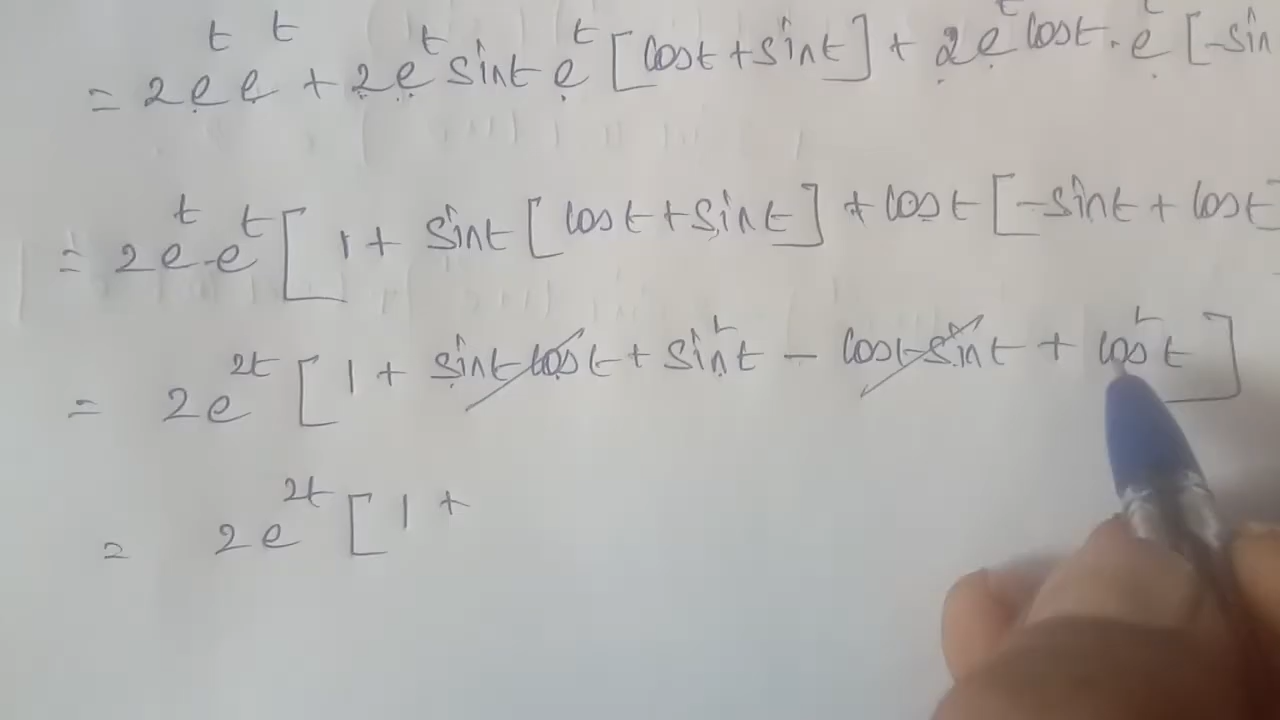 = 2e^t e^t + 2e^t sint e^t [cost + sint] + 2e^t cost . e^t [-sin
= 2e^t . e^t [1 + sint [cost + sint] + cost [-sint + cost]
= 2e^{2t} [1 + sint cost + sin²t - cost sint + cos²t]
= 2e^{2t} [1 +